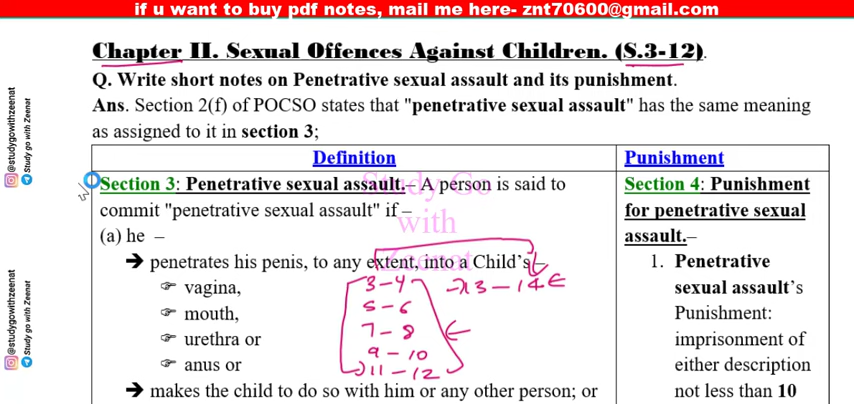 if u want to buy pdf notes, mail me here- znt70600@gmail.com
Chapter II. Sexual Offences Against Children. (S.3-12).
Q. Write short notes on Penetrative sexual assault and its punishment.
Ans. Section 2(f) of POCSO states that "penetrative sexual assault" has the same meaning
as assigned to it in section 3;
Definition
Section 3: Penetrative sexual assault.– A person is said to
commit "penetrative sexual assault" if –
(a) he –
➔ penetrates his penis, to any extent, into a Child's –
☞ vagina,
☞ mouth,
☞ urethra or
☞ anus or
➔ makes the child to do so with him or any other person; or
Punishment
Section 4: Punishment
for penetrative sexual
assault.–
1. Penetrative
sexual assault's
Punishment:
imprisonment of
either description
not less than 10
3-4
5-6
7-8
9-10
11-12
13-14
Study Go
with
Zeenat
@studygowithzeenat
Study go with Zeenat
@studygowithzeenat
Study go with Zeenat